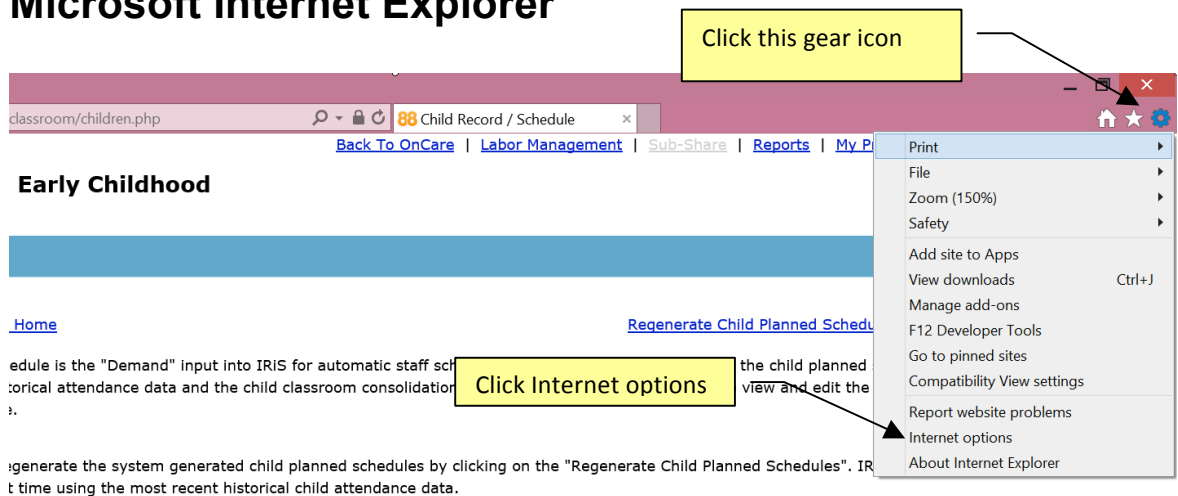 Microsoft Internet Explorer
Click this gear icon
classroom/children.php
88 Child Record / Schedule
Back To OnCare | Labor Management | Sub-Share | Reports | My P
Early Childhood
Print
File
Zoom (150%)
Safety
Add site to Apps
View downloads Ctrl+J
Manage add-ons
F12 Developer Tools
Go to pinned sites
Compatibility View settings
Report website problems
Internet options
About Internet Explorer
Home
Regenerate Child Planned Schedu
edule is the "Demand" input into IRiS for automatic staff sch the child planned
torical attendance data and the child classroom consolidation view and edit the
e.
Click Internet options
egenerate the system generated child planned schedules by clicking on the "Regenerate Child Planned Schedules". IR
t time using the most recent historical child attendance data.